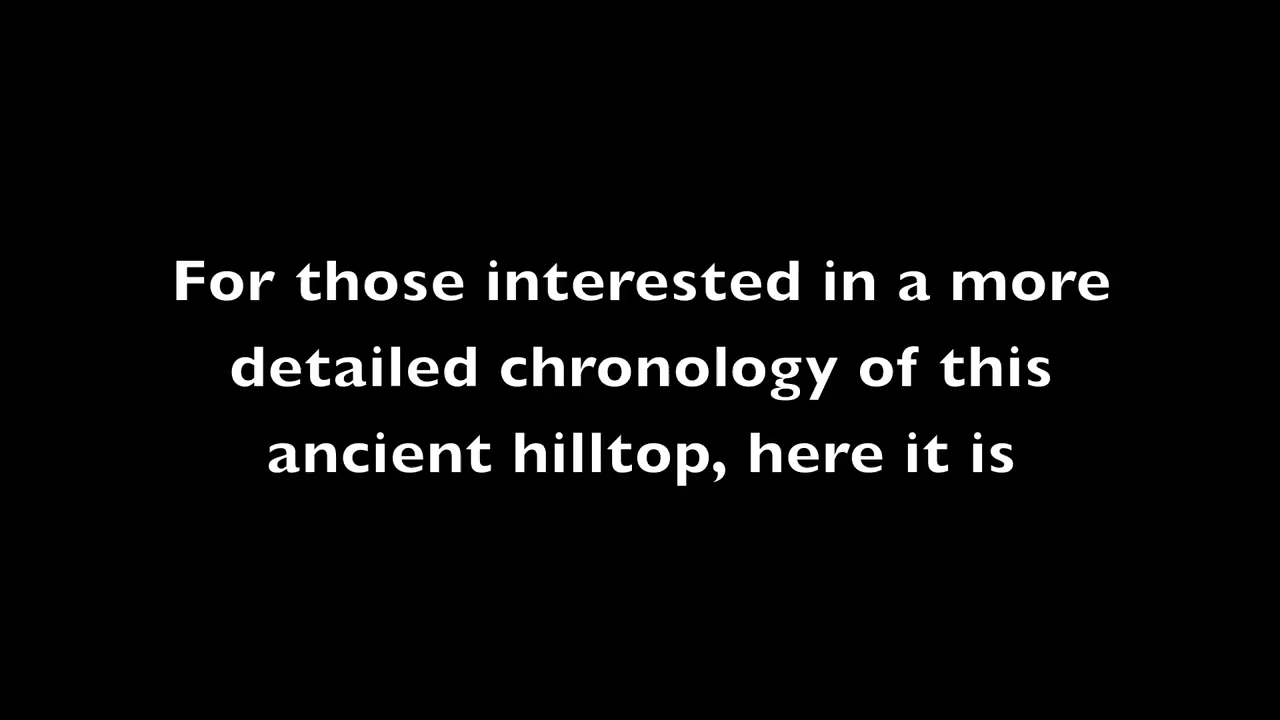 For those interested in a more
detailed chronology of this
ancient hilltop, here it is